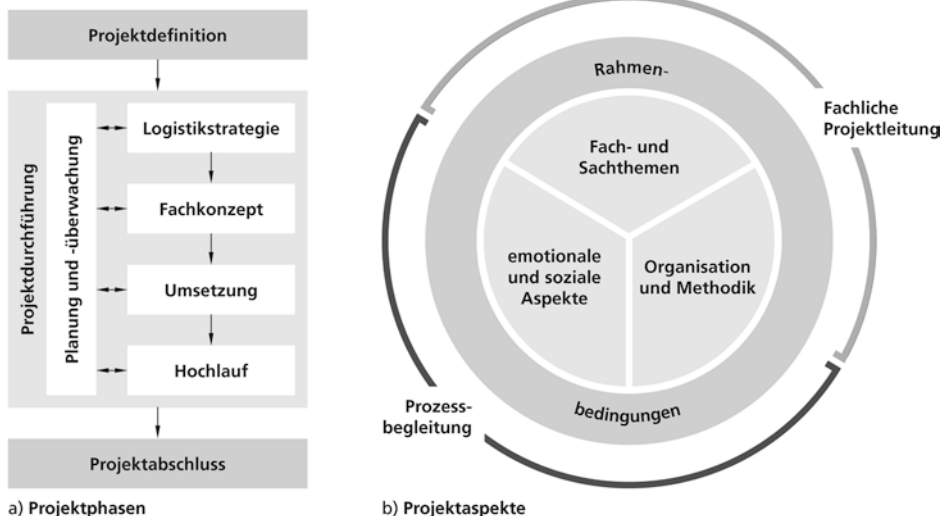 Projektdefinition
Projektdurchführung
Planung und -überwachung
Logistikstrategie
Fachkonzept
Umsetzung
Hochlauf
Projektabschluss
a) Projektphasen
Rahmen-
bedingungen
Fach- und
Sachthemen
emotionale
und soziale
Aspekte
Organisation
und Methodik
Fachliche
Projektleitung
Prozess-
begleitung
b) Projektaspekte